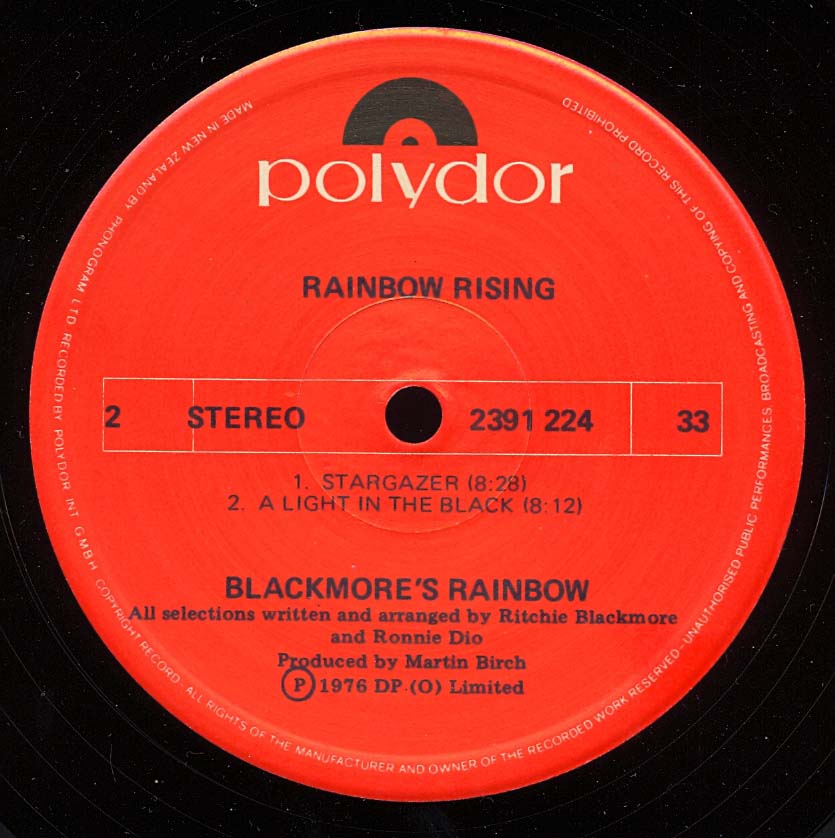 polydor
RAINBOW RISING
2 STEREO 2391 224 33
1. STARGAZER (8:28)
2. A LIGHT IN THE BLACK (8:12)
BLACKMORE'S RAINBOW
All selections written and arranged by Ritchie Blackmore
and Ronnie Dio
Produced by Martin Birch
Ⓟ 1976 DP (O) Limited
MADE IN NEW ZEALAND BY PHONOGRAM LTD RECORDED BY POLYDOR INT GMBH COPYRIGHT RECORD - ALL RIGHTS OF THE MANUFACTURER AND OWNER OF THE RECORDED WORK RESERVED - UNAUTHORISED PUBLIC PERFORMANCES BROADCASTING AND COPYING OF THIS RECORD PROHIBITED